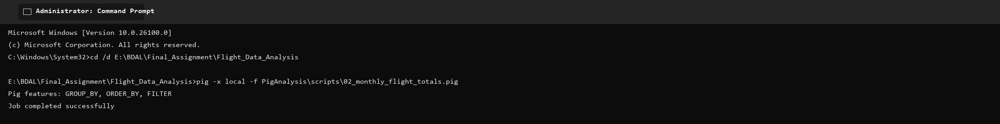 Administrator: Command Prompt
Microsoft Windows [Version 10.0.26100.0]
(c) Microsoft Corporation. All rights reserved.
C:\Windows\System32>cd /d E:\BDAL\Final_Assignment\Flight_Data_Analysis
E:\BDAL\Final_Assignment\Flight_Data_Analysis>pig -x local -f PigAnalysis\scripts\02_monthly_flight_totals.pig
Pig features: GROUP_BY, ORDER_BY, FILTER
Job completed successfully